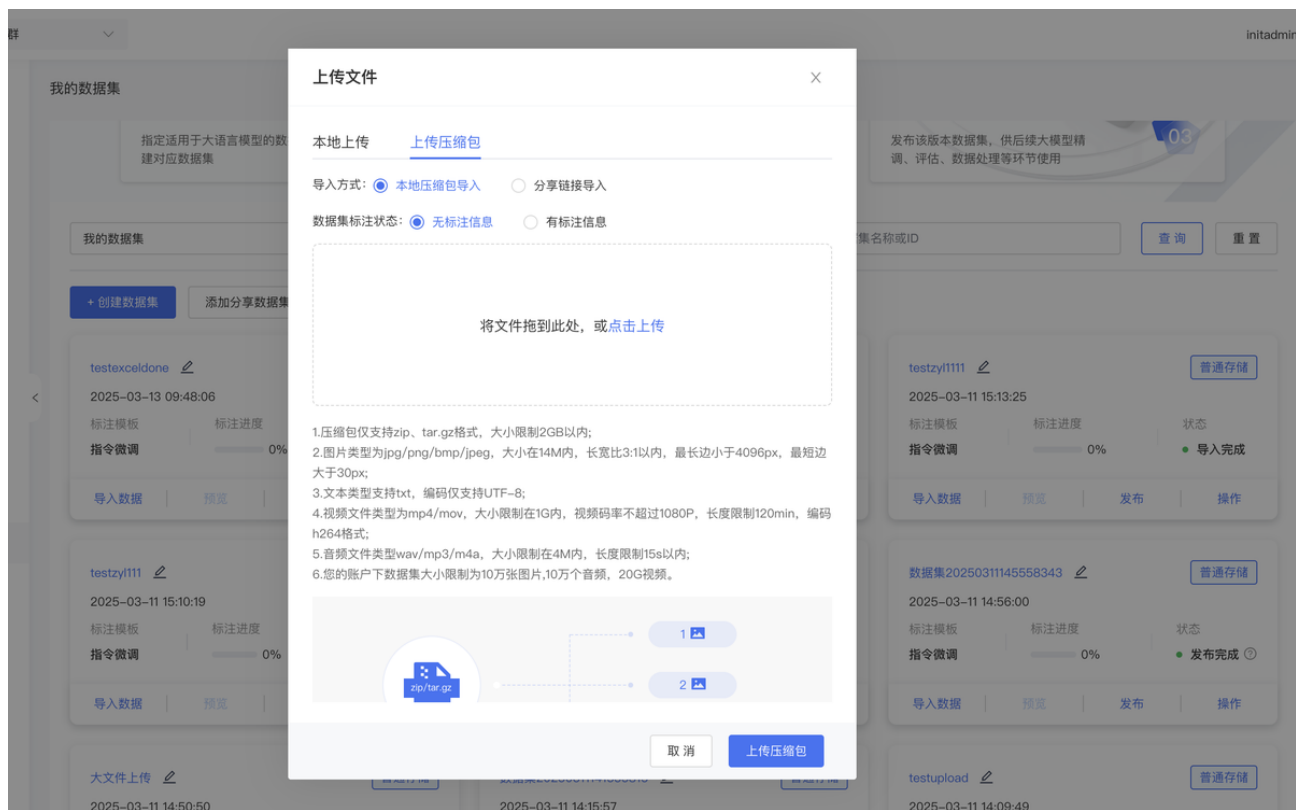 群
initadmin
我的数据集
指定适用于大语言模型的数
建对应数据集
发布该版本数据集，供后续大模型精
调、评估、数据处理等环节使用
03
上传文件
本地上传 上传压缩包
导入方式: 本地压缩包导入 分享链接导入
数据集标注状态: 无标注信息 有标注信息
将文件拖到此处，或点击上传
1.压缩包仅支持zip、tar.gz格式，大小限制2GB以内;
2.图片类型为jpg/png/bmp/jpeg，大小在14M内，长宽比3:1以内，最长边小于4096px，最短边
大于30px;
3.文本类型支持txt，编码仅支持UTF-8;
4.视频文件类型为mp4/mov，大小限制在1G内，视频码率不超过1080P，长度限制120min，编码
h264格式;
5.音频文件类型wav/mp3/m4a，大小限制在4M内，长度限制15s以内;
6.您的账户下数据集大小限制为10万张图片,10万个音频，20G视频。
zip/tar.gz
1
2
取消 上传压缩包
我的数据集
集名称或ID 查询 重置
+ 创建数据集 添加分享数据集
testexceldone
2025-03-13 09:48:06
标注模板 标注进度
指令微调 0%
导入数据 预览
testzyl1111 普通存储
2025-03-11 15:13:25
标注模板 标注进度 状态
指令微调 0% 导入完成
导入数据 预览 发布 操作
testzyl111
2025-03-11 15:10:19
标注模板 标注进度
指令微调 0%
导入数据 预览
数据集20250311145558343 普通存储
2025-03-11 14:56:00
标注模板 标注进度 状态
指令微调 0% 发布完成
导入数据 预览 发布 操作
大文件上传
2025-03-11 14:50:50
2025-03-11 14:15:57
testupload 普通存储
2025-03-11 14:09:49